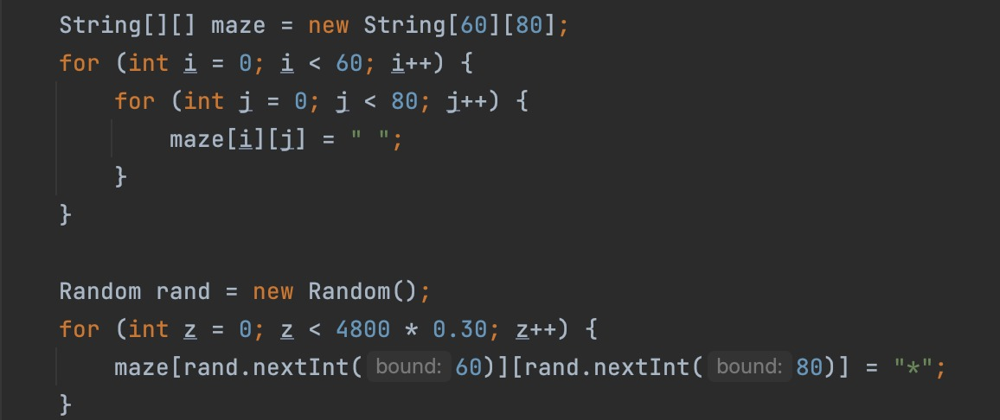 String[][] maze = new String[60][80];
for (int i = 0; i < 60; i++) {
    for (int j = 0; j < 80; j++) {
        maze[i][j] = " ";
    }
}

Random rand = new Random();
for (int z = 0; z < 4800 * 0.30; z++) {
    maze[rand.nextInt( bound: 60)][rand.nextInt( bound: 80)] = "*";
}